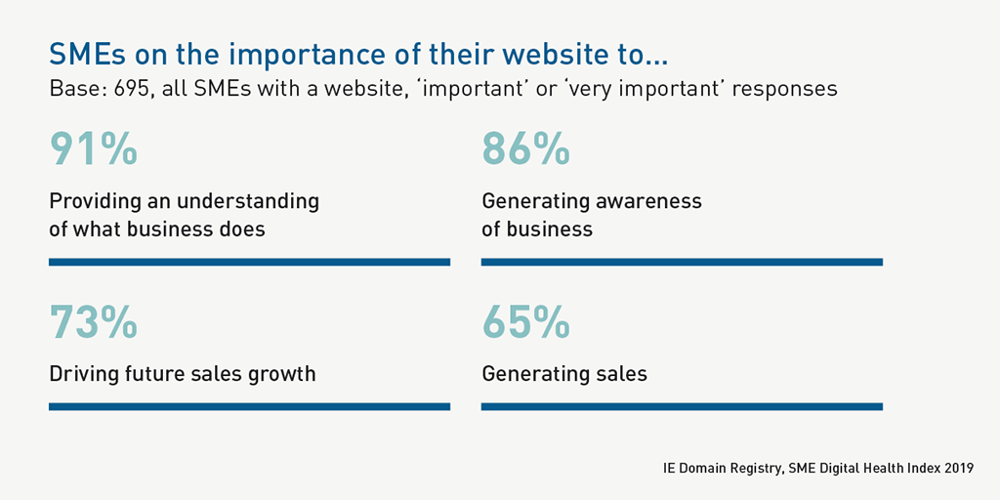 SMEs on the importance of their website to...
Base: 695, all SMEs with a website, ‘important’ or ‘very important’ responses
91%
Providing an understanding
of what business does
86%
Generating awareness
of business
73%
Driving future sales growth
65%
Generating sales
IE Domain Registry, SME Digital Health Index 2019